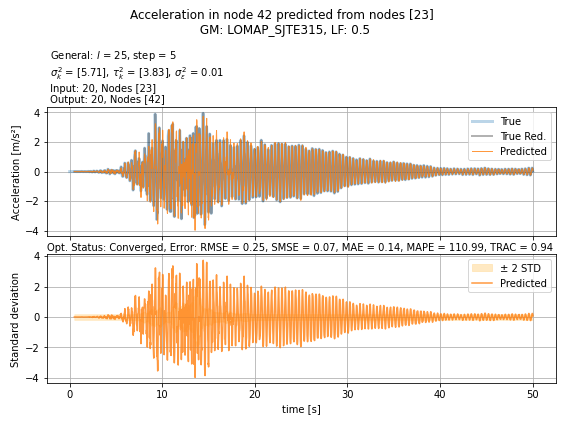 Acceleration in node 42 predicted from nodes [23]
GM: LOMAP_SJTE315, LF: 0.5
General: l = 25, step = 5
σ²ₖ = [5.71], τ²ₖ = [3.83], σ²ε = 0.01
Input: 20, Nodes [23]
Output: 20, Nodes [42]
Acceleration [m/s²]
4
2
0
−2
−4
True
True Red.
Predicted
Opt. Status: Converged, Error: RMSE = 0.25, SMSE = 0.07, MAE = 0.14, MAPE = 110.99, TRAC = 0.94
Standard deviation
4
2
0
−2
−4
± 2 STD
Predicted
0 10 20 30 40 50
time [s]